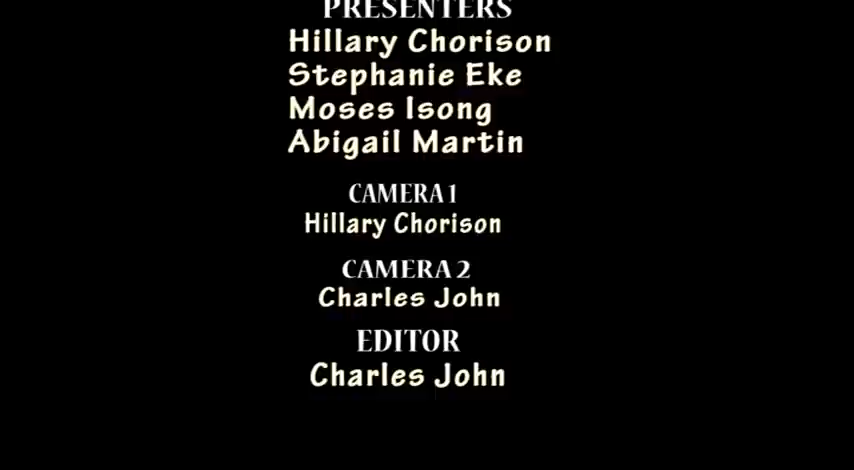 PRESENTERS
Hillary Chorison
Stephanie Eke
Moses Isong
Abigail Martin
CAMERA 1
Hillary Chorison
CAMERA 2
Charles John
EDITOR
Charles John